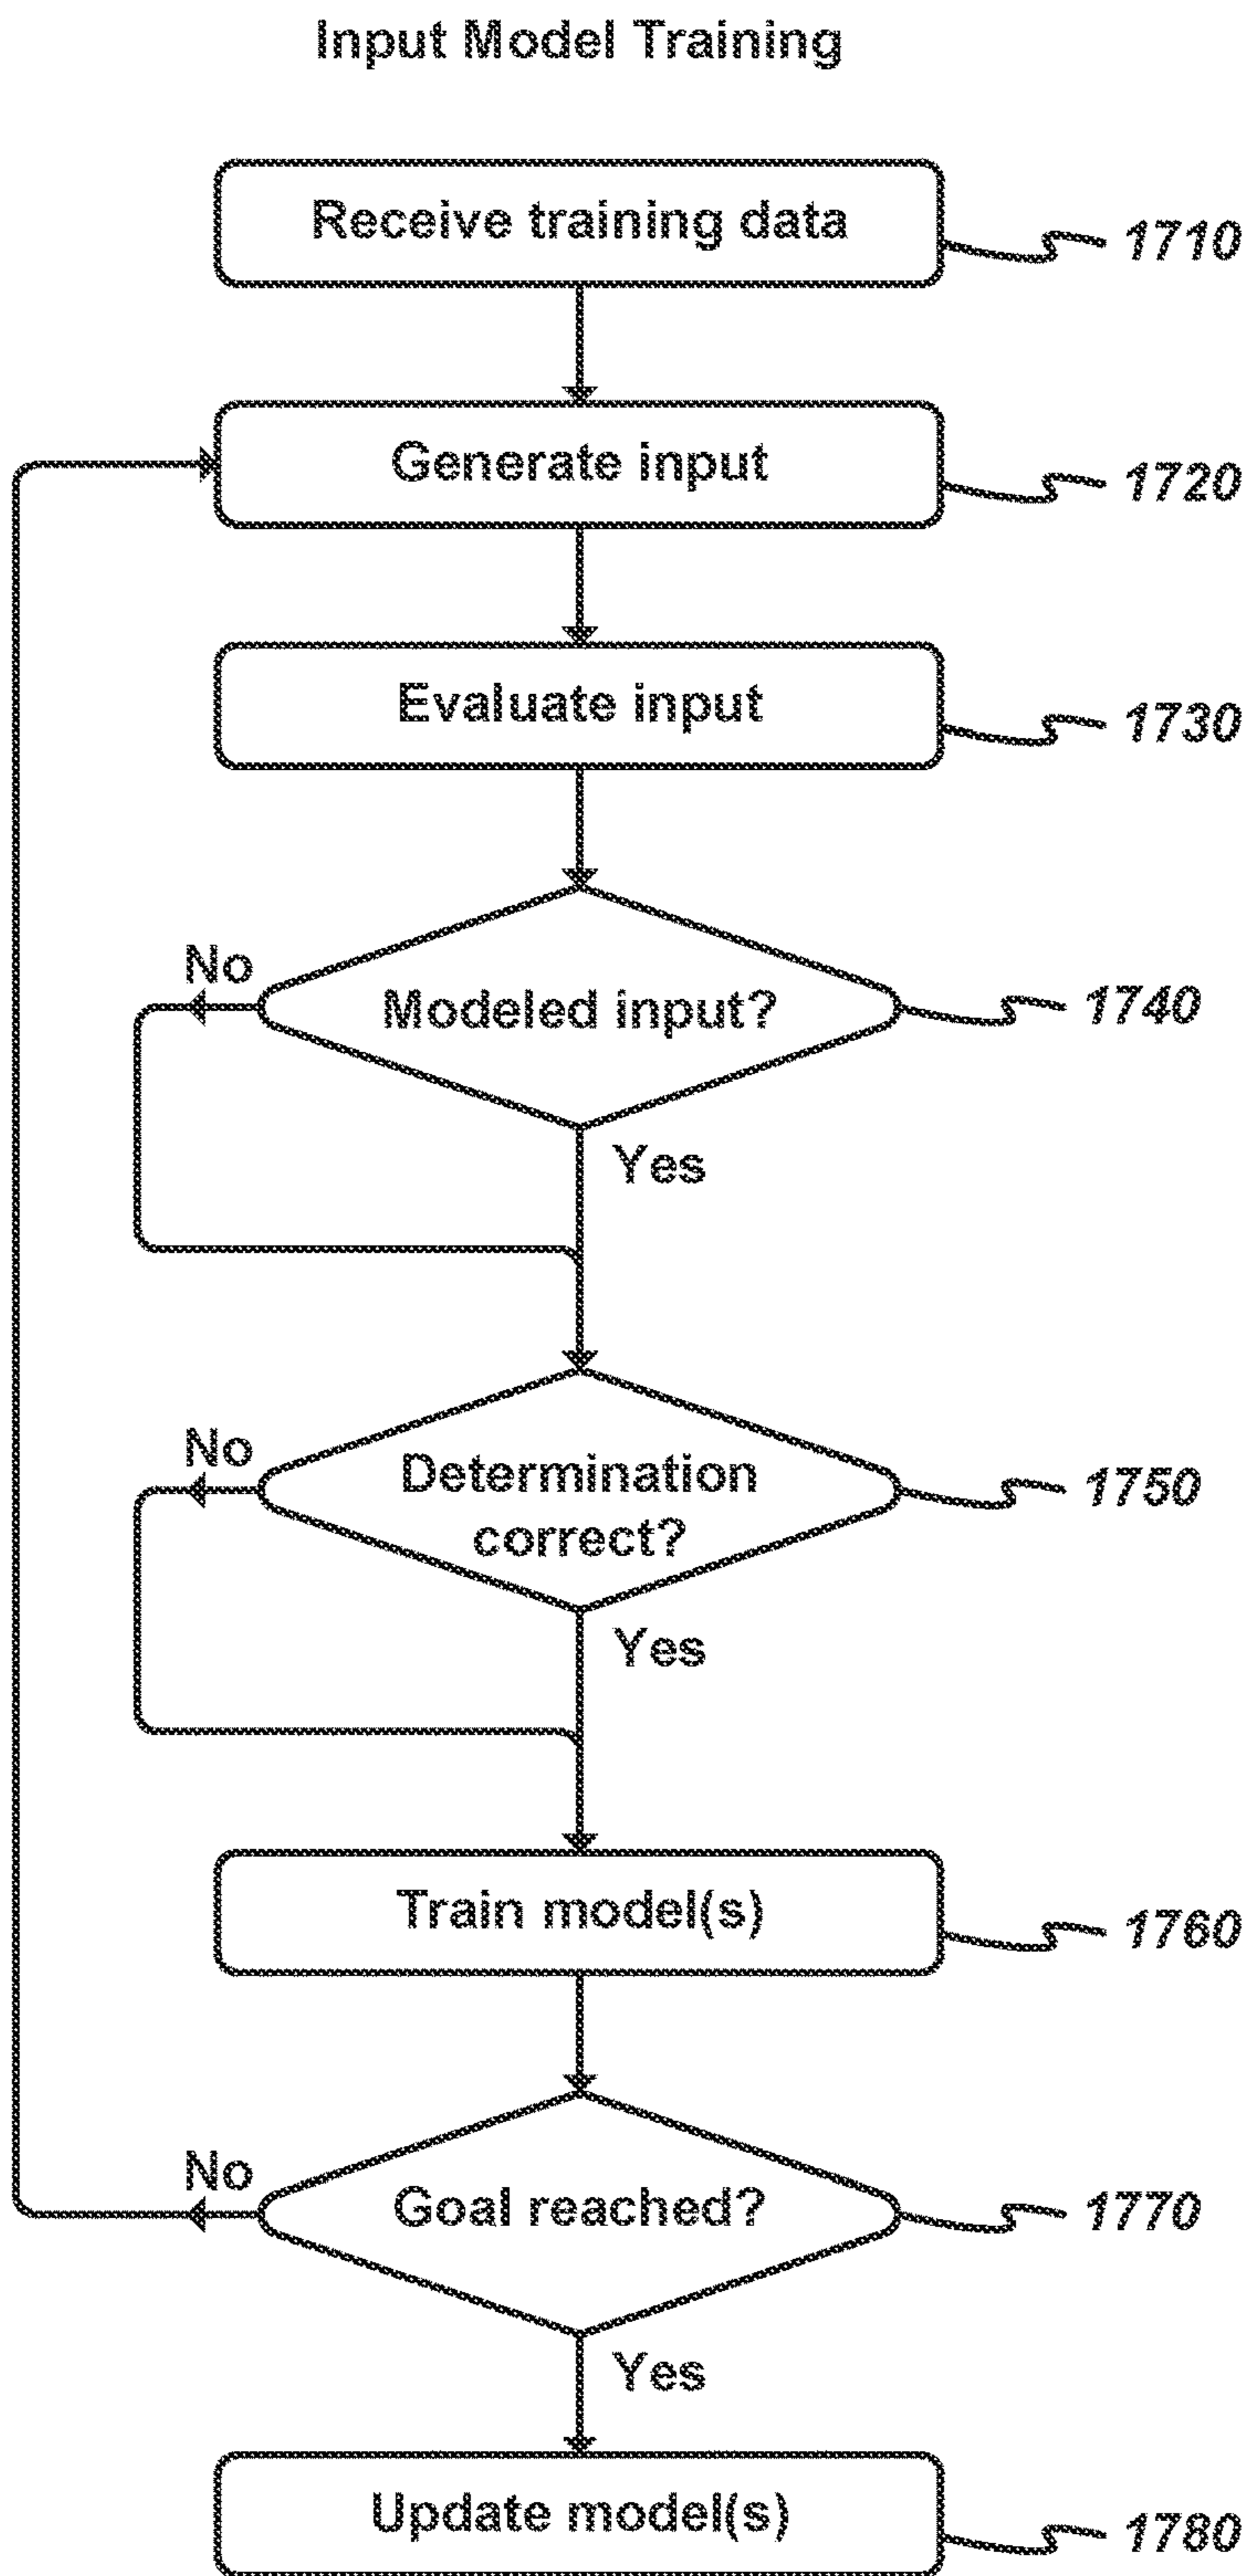 Input Model Training
Receive training data
1710
Generate input
1720
Evaluate input
1730
No
Modeled input?
1740
Yes
No
Determination
correct?
1750
Yes
Train model(s)
1760
No
Goal reached?
1770
Yes
Update model(s)
1780